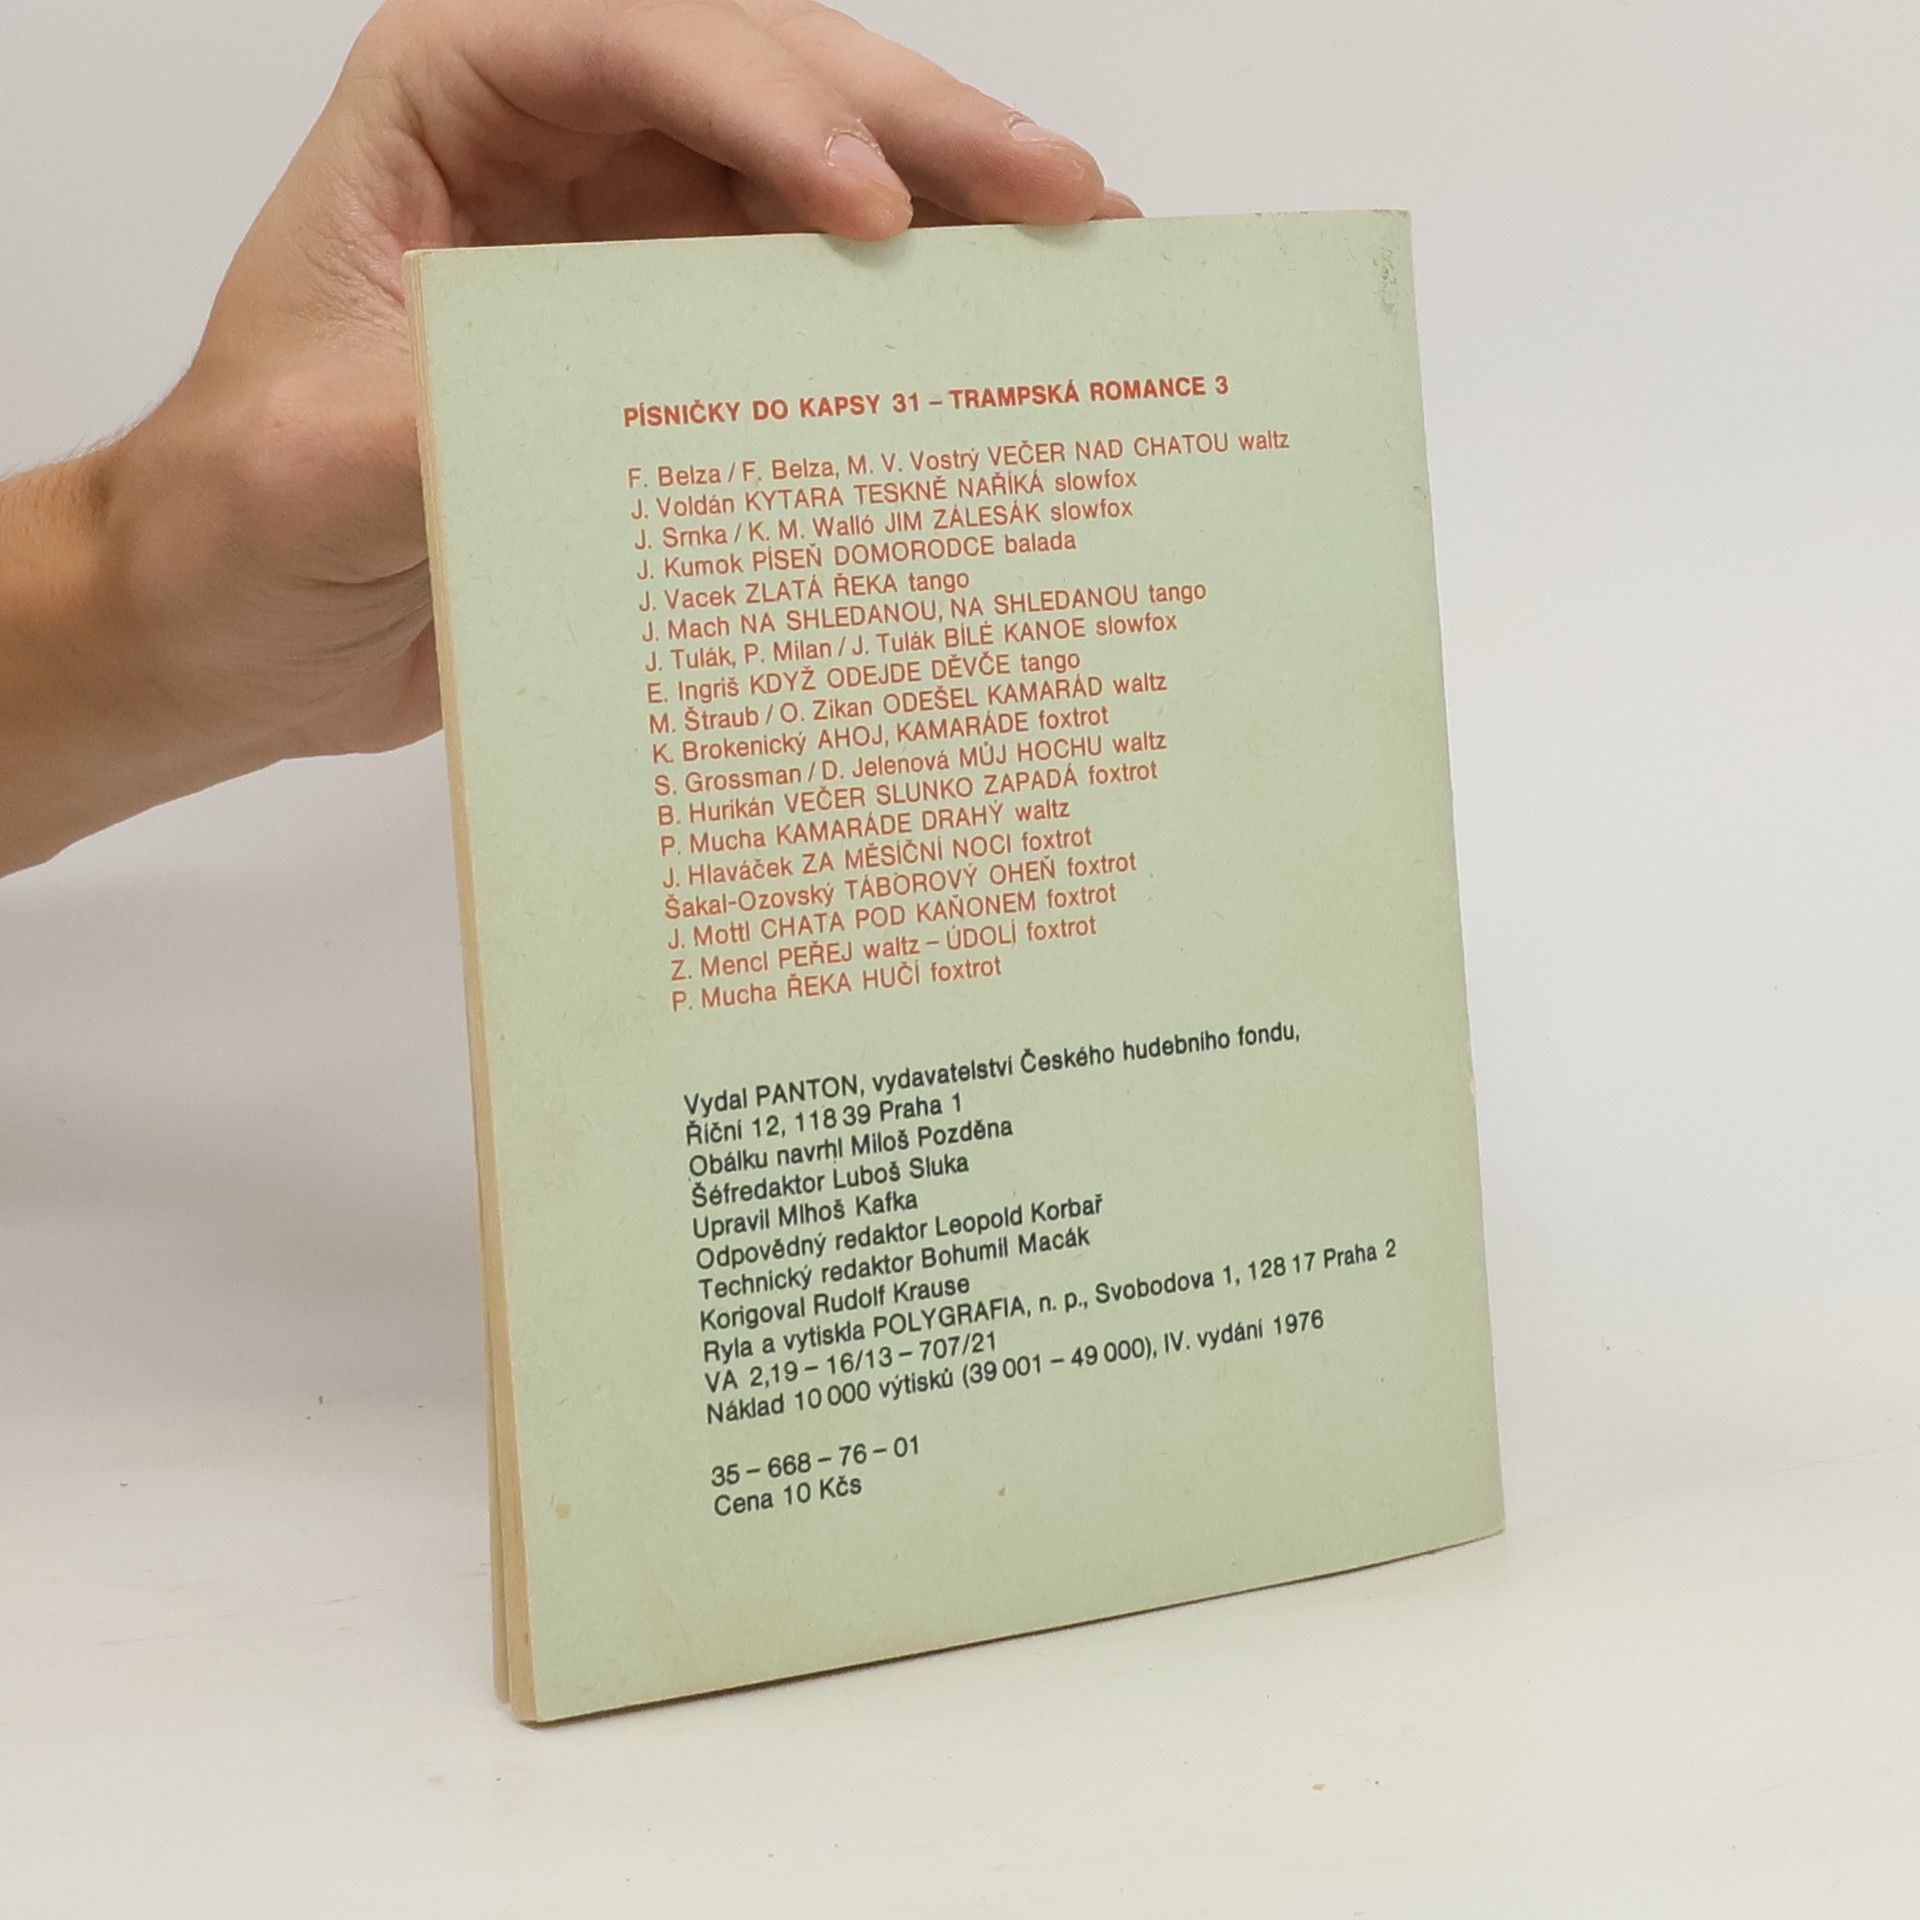 PÍSNIČKY DO KAPSY 31 – TRAMPSKÁ ROMANCE 3
F. Belza / F. Belza, M. V. Vostrý VEČER NAD CHATOU waltz
J. Voldán KYTARA TESKNĚ NAŘÍKÁ slowfox
J. Srnka / K. M. Walló JIM ZÁLESÁK slowfox
J. Kumok PÍSEŇ DOMORODCE balada
J. Vacek ZLATÁ ŘEKA tango
J. Mach NA SHLEDANOU, NA SHLEDANOU tango
J. Tulák, P. Milan / J. Tulák BÍLÉ KANOE slowfox
E. Ingriš KDYŽ ODEJDE DĚVČE tango
M. Štraub / O. Zikan ODEŠEL KAMARÁD waltz
K. Brokenický AHOJ, KAMARÁDE foxtrot
S. Grossman / D. Jelenová MŮJ HOCHU waltz
B. Hurikán VEČER SLUNKO ZAPADÁ foxtrot
P. Mucha KAMARÁDE DRAHÝ waltz
J. Hlaváček ZA MĚSÍČNÍ NOCI foxtrot
Šakal-Ozovský TÁBOROVÝ OHEŇ foxtrot
J. Mottl CHATA POD KAŇONEM foxtrot
Z. Mencl PEŘEJ waltz – ÚDOLÍ foxtrot
P. Mucha ŘEKA HUČÍ foxtrot
Vydal PANTON, vydavatelství Českého hudebního fondu,
Říční 12, 118 39 Praha 1
Obálku navrhl Miloš Pozděna
Šéfredaktor Luboš Sluka
Upravil Mlhoš Kafka
Odpovědný redaktor Leopold Korbař
Technický redaktor Bohumil Macák
Korigoval Rudolf Krause
Ryla a vytiskla POLYGRAFIA, n. p., Svobodova 1, 128 17 Praha 2
VA 2,19 – 16/13 – 707/21
Náklad 10 000 výtisků (39 001 – 49 000), IV. vydání 1976
35 – 668 – 76 – 01
Cena 10 Kčs